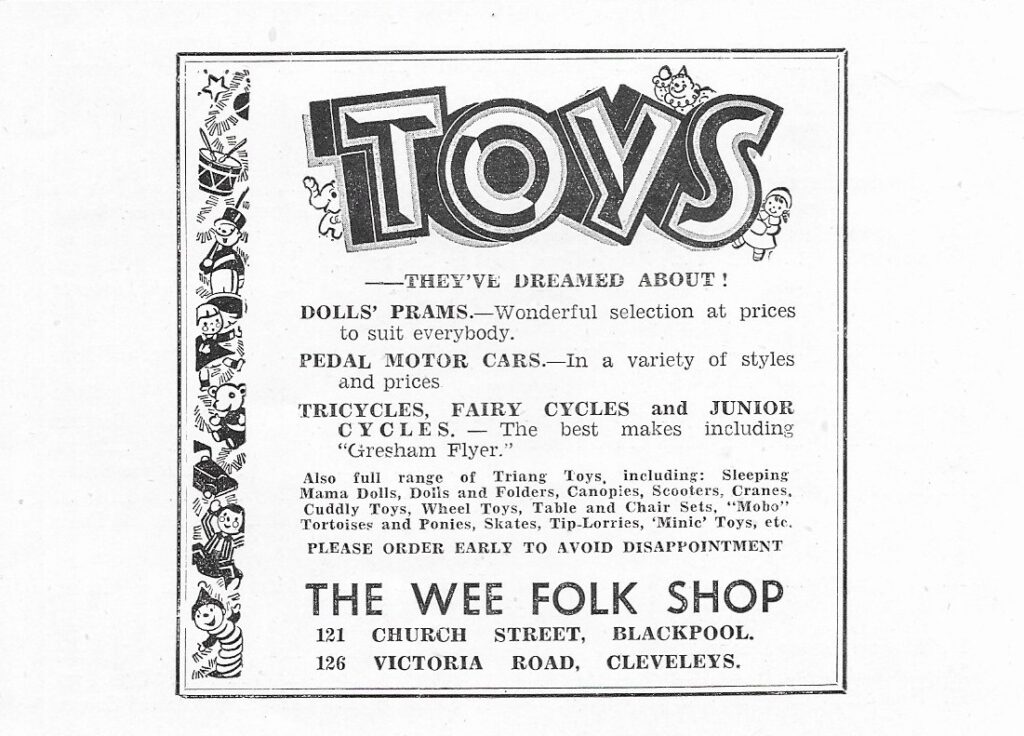 TOYS
—THEY'VE DREAMED ABOUT!
DOLLS' PRAMS.—Wonderful selection at prices
to suit everybody.
PEDAL MOTOR CARS.—In a variety of styles
and prices
TRICYCLES, FAIRY CYCLES and JUNIOR
CYCLES. — The best makes including
"Gresham Flyer."
Also full range of Triang Toys, including: Sleeping
Mama Dolls, Dolls and Folders, Canopies, Scooters, Cranes,
Cuddly Toys, Wheel Toys, Table and Chair Sets, "Mobo"
Tortoises and Ponies, Skates, Tip-Lorries, 'Minic' Toys, etc.
PLEASE ORDER EARLY TO AVOID DISAPPOINTMENT
THE WEE FOLK SHOP
121 CHURCH STREET, BLACKPOOL.
126 VICTORIA ROAD, CLEVELEYS.